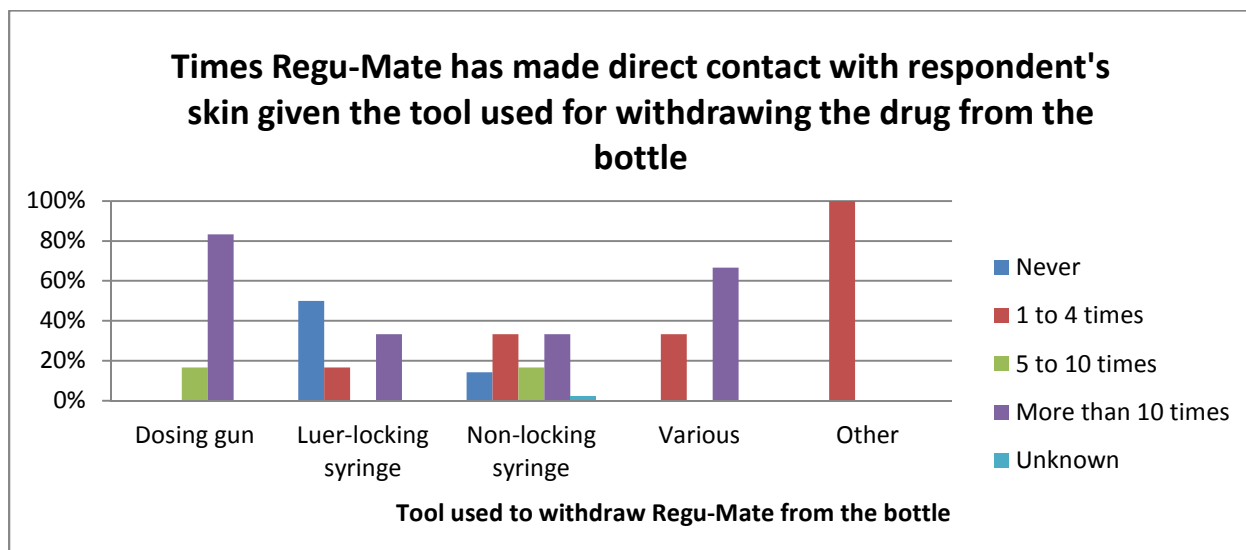 Times Regu-Mate has made direct contact with respondent's
skin given the tool used for withdrawing the drug from the
bottle
100%
80%
60%
40%
20%
0%
Dosing gun
Luer-locking
syringe
Non-locking
syringe
Various
Other
Never
1 to 4 times
5 to 10 times
More than 10 times
Unknown
Tool used to withdraw Regu-Mate from the bottle